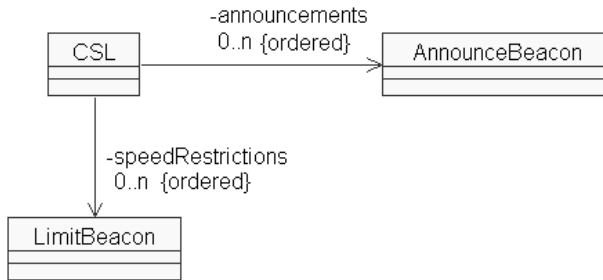 -announcements
CSL
0..n {ordered}
AnnounceBeacon
-speedRestrictions
0..n {ordered}
LimitBeacon